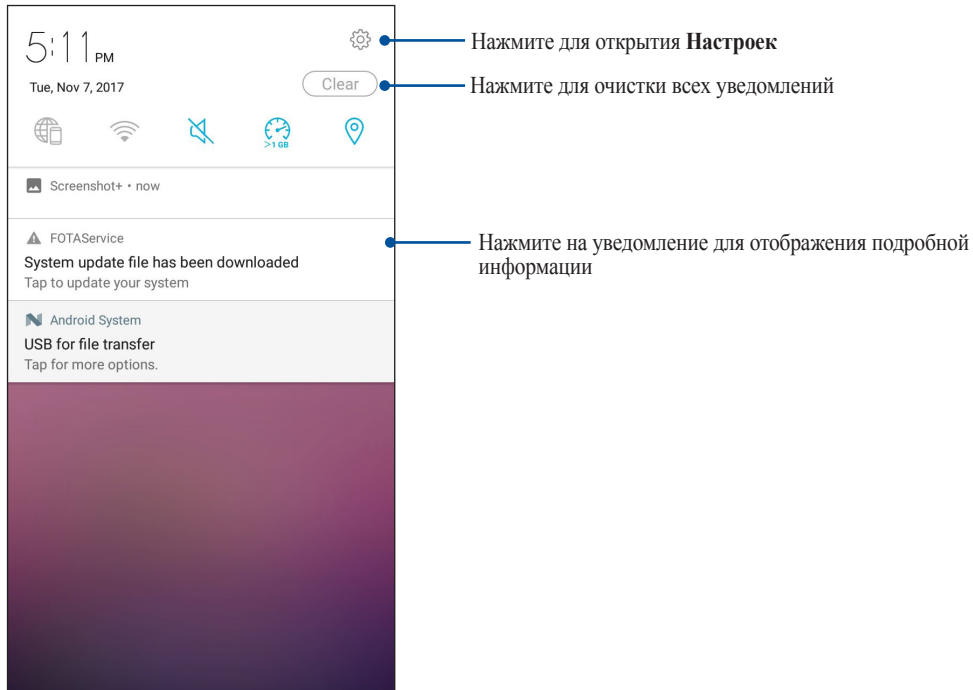 5:11 PM
Нажмите для открытия Настроек
Tue, Nov 7, 2017
Clear
Нажмите для очистки всех уведомлений
>1 GB
Screenshot+ • now
FOTAService
System update file has been downloaded
Tap to update your system
Нажмите на уведомление для отображения подробной
информации
Android System
USB for file transfer
Tap for more options.